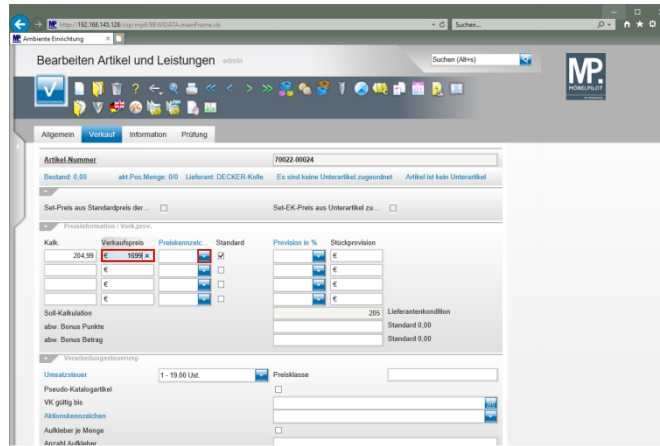 http://192.168.145.128/csp/mpll/BEWIDATA.mainFrame.cls
Suchen...
Ambiente Einrichtung
Bearbeiten Artikel und Leistungen admin
Suchen (Alt+s)
MP.
MÖBELPILOT
Allgemein Verkauf Information Prüfung
Artikel-Nummer 70022-00024
Bestand: 0,00 akt.Pos.Menge: 0/0 Lieferant: DECKER-Kolle Es sind keine Unterartikel zugeordnet Artikel ist kein Unterartikel
Set-Preis aus Standardpreis der... Set-EK-Preis aus Unterartikel zu...
Preisinformation / Verk.prov.
Kalk. Verkaufspreis Preiskennzeic... Standard Provision in % Stückprovision
204,99 € 1699 × €
€ €
€ €
€ €
Soll-Kalkulation 205 Lieferantenkondition
abw. Bonus Punkte Standard 0,00
abw. Bonus Betrag Standard 0,00
Verarbeitungssteuerung
Umsatzsteuer 1 - 19.00 Ust. Preisklasse
Pseudo-Katalogartikel
VK gültig bis
Aktionskennzeichen
Aufkleber je Menge
Anzahl Aufkleber